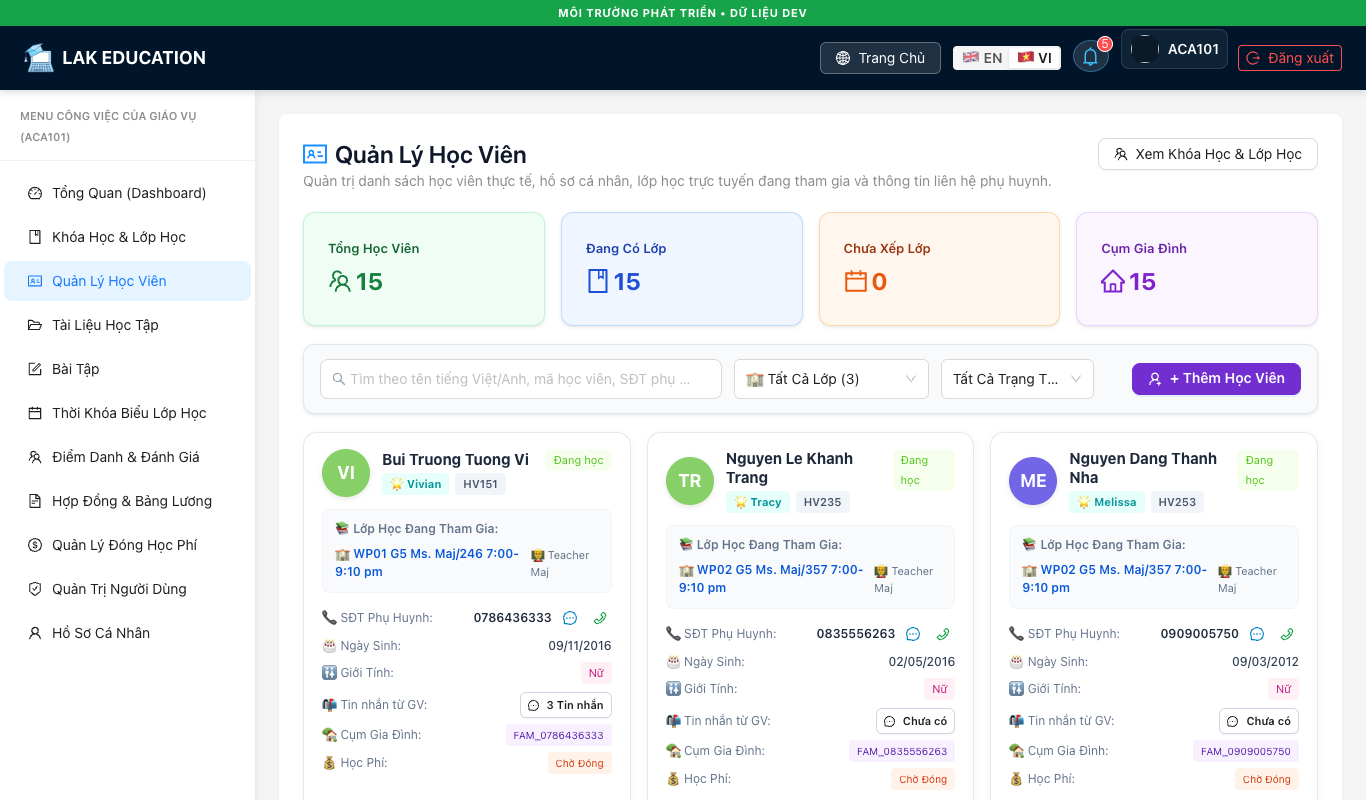 MÔI TRƯỜNG PHÁT TRIỂN • DỮ LIỆU DEV
LAK EDUCATION
Trang Chủ
EN
VI
5
ACA101
Đăng xuất
MENU CÔNG VIỆC CỦA GIÁO VỤ
(ACA101)
Tổng Quan (Dashboard)
Khóa Học & Lớp Học
Quản Lý Học Viên
Tài Liệu Học Tập
Bài Tập
Thời Khóa Biểu Lớp Học
Điểm Danh & Đánh Giá
Hợp Đồng & Bảng Lương
Quản Lý Đóng Học Phí
Quản Trị Người Dùng
Hồ Sơ Cá Nhân
Quản Lý Học Viên
Xem Khóa Học & Lớp Học
Quản trị danh sách học viên thực tế, hồ sơ cá nhân, lớp học trực tuyến đang tham gia và thông tin liên hệ phụ huynh.
Tổng Học Viên
15
Đang Có Lớp
15
Chưa Xếp Lớp
0
Cụm Gia Đình
15
Tìm theo tên tiếng Việt/Anh, mã học viên, SĐT phụ ...
Tất Cả Lớp (3)
Tất Cả Trạng T...
+ Thêm Học Viên
VI
Bui Truong Tuong Vi
Đang học
Vivian
HV151
Lớp Học Đang Tham Gia:
WP01 G5 Ms. Maj/246 7:00-
9:10 pm
Teacher
Maj
SĐT Phụ Huynh:
0786436333
Ngày Sinh:
09/11/2016
Giới Tính:
Nữ
Tin nhắn từ GV:
3 Tin nhắn
Cụm Gia Đình:
FAM_0786436333
Học Phí:
Chờ Đóng
TR
Nguyen Le Khanh
Trang
Đang
học
Tracy
HV235
Lớp Học Đang Tham Gia:
WP02 G5 Ms. Maj/357 7:00-
9:10 pm
Teacher
Maj
SĐT Phụ Huynh:
0835556263
Ngày Sinh:
02/05/2016
Giới Tính:
Nữ
Tin nhắn từ GV:
Chưa có
Cụm Gia Đình:
FAM_0835556263
Học Phí:
Chờ Đóng
ME
Nguyen Dang Thanh
Nha
Đang
học
Melissa
HV253
Lớp Học Đang Tham Gia:
WP02 G5 Ms. Maj/357 7:00-
9:10 pm
Teacher
Maj
SĐT Phụ Huynh:
0909005750
Ngày Sinh:
09/03/2012
Giới Tính:
Nữ
Tin nhắn từ GV:
Chưa có
Cụm Gia Đình:
FAM_0909005750
Học Phí:
Chờ Đóng